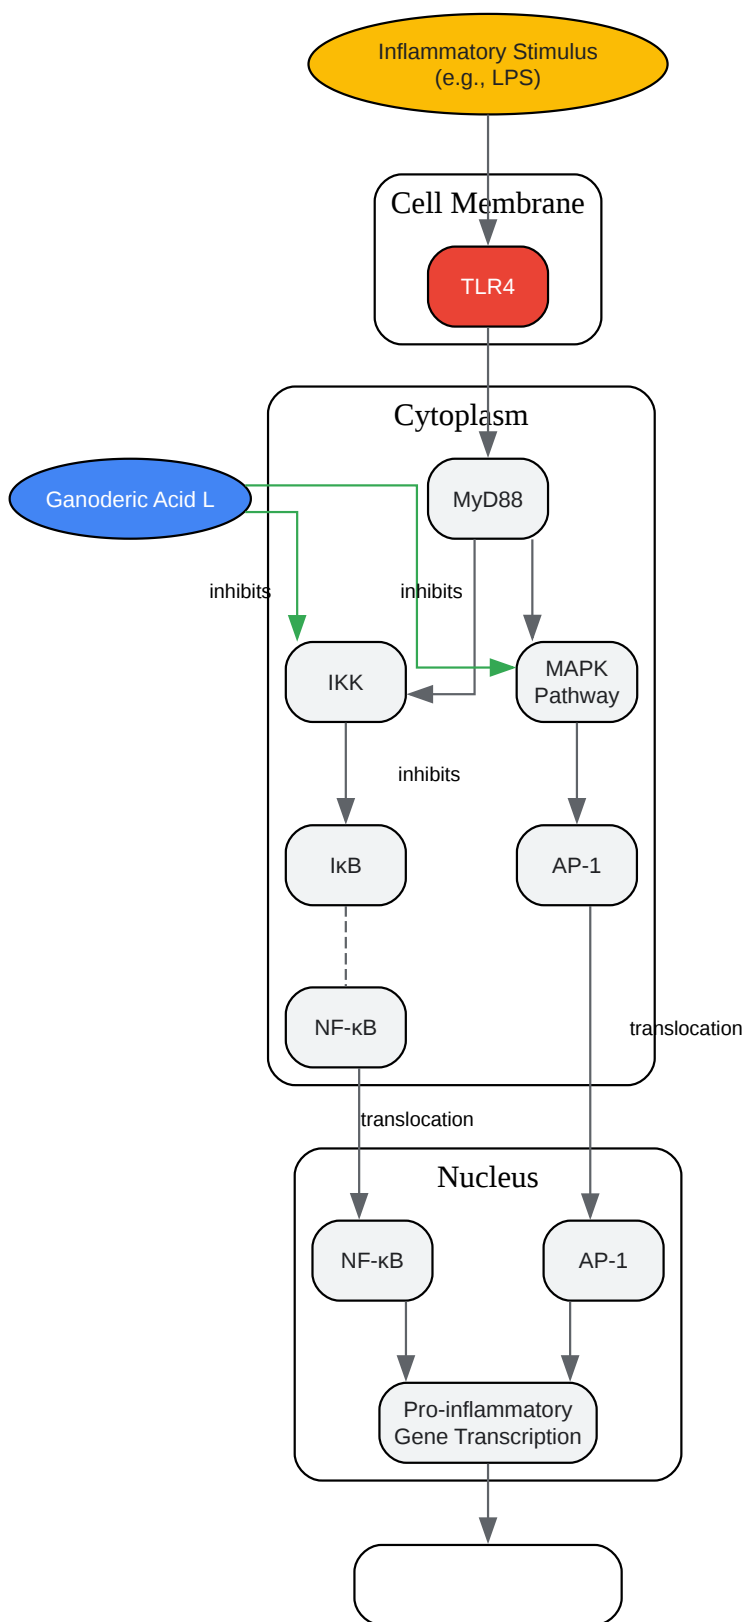 Inflammatory Stimulus
(e.g., LPS)
Cell Membrane
TLR4
Cytoplasm
Ganoderic Acid L
MyD88
inhibits
inhibits
IKK
MAPK
Pathway
inhibits
IκB
AP-1
NF-κB
translocation
translocation
Nucleus
NF-κB
AP-1
Pro-inflammatory
Gene Transcription